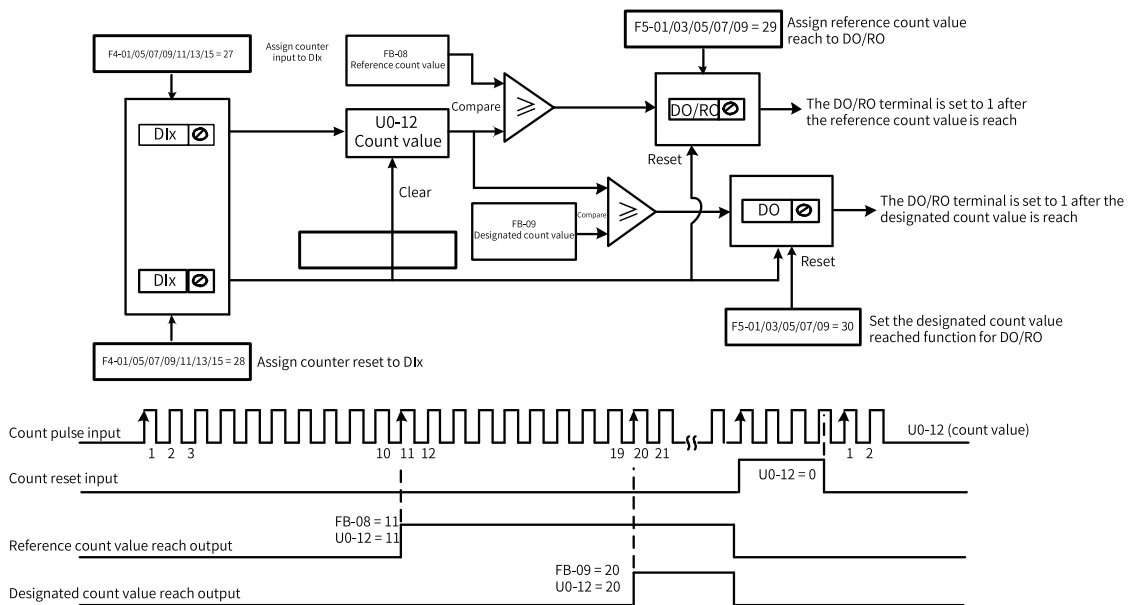 F4-01/05/07/09/11/13/15 = 27
Assign counter
input to DIx
FB-08
Reference count value
F5-01/03/05/07/09 = 29
Assign reference count value
reach to DO/RO
DIx
U0-12
Count value
Compare
≥
DO/RO
The DO/RO terminal is set to 1 after
the reference count value is reach
Reset
Clear
FB-09
Designated count value
Compare
≥
DO
The DO/RO terminal is set to 1 after the
designated count value is reach
DIx
Reset
F4-01/05/07/09/11/13/15 = 28
Assign counter reset to DIx
F5-01/03/05/07/09 = 30
Set the designated count value
reached function for DO/RO
Count pulse input
1 2 3 10 11 12 19 20 21 1 2
U0-12 (count value)
Count reset input
U0-12 = 0
FB-08 = 11
U0-12 = 11
Reference count value reach output
FB-09 = 20
U0-12 = 20
Designated count value reach output